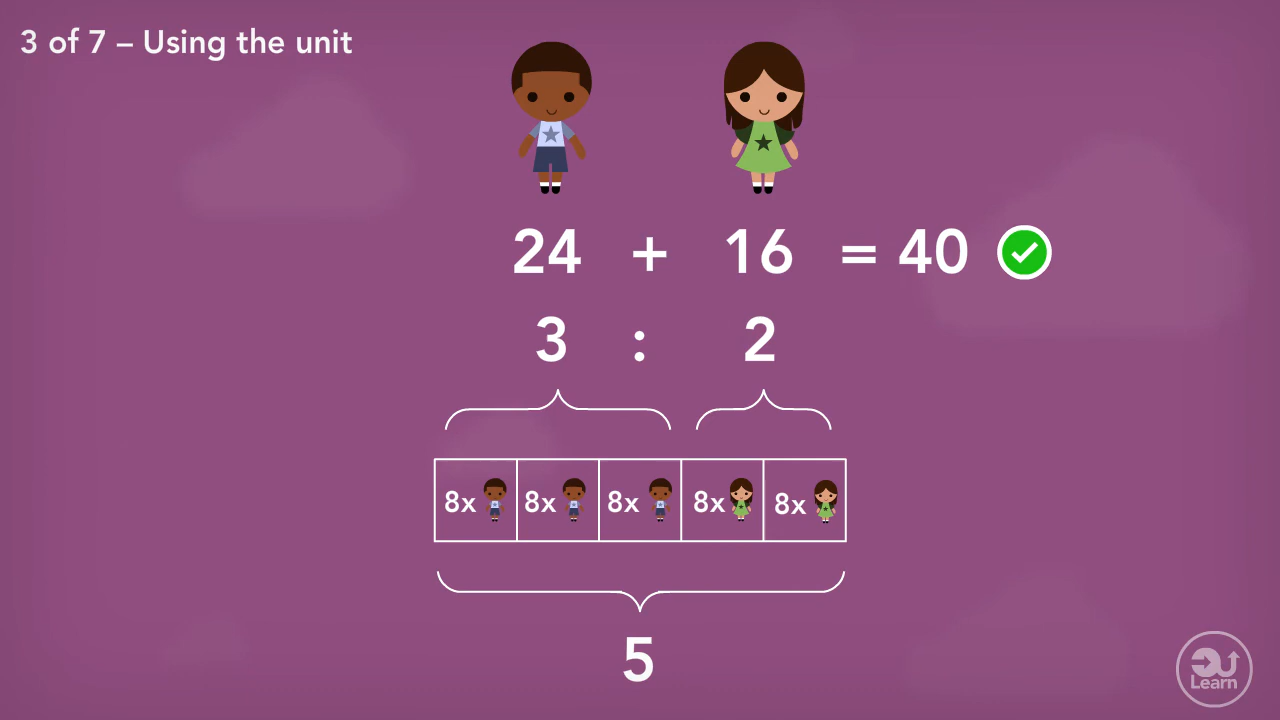 3 of 7 – Using the unit
24 + 16 = 40
3 : 2
8x 8x 8x 8x 8x
5
Learn